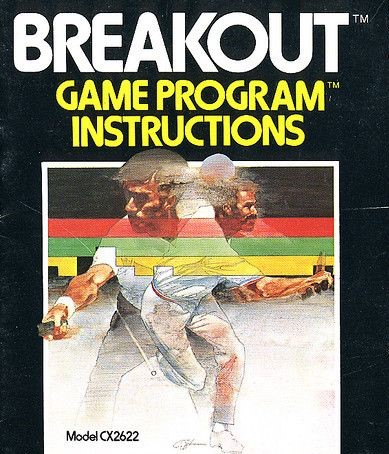 BREAKOUT™
GAME PROGRAM™
INSTRUCTIONS
Model CX2622